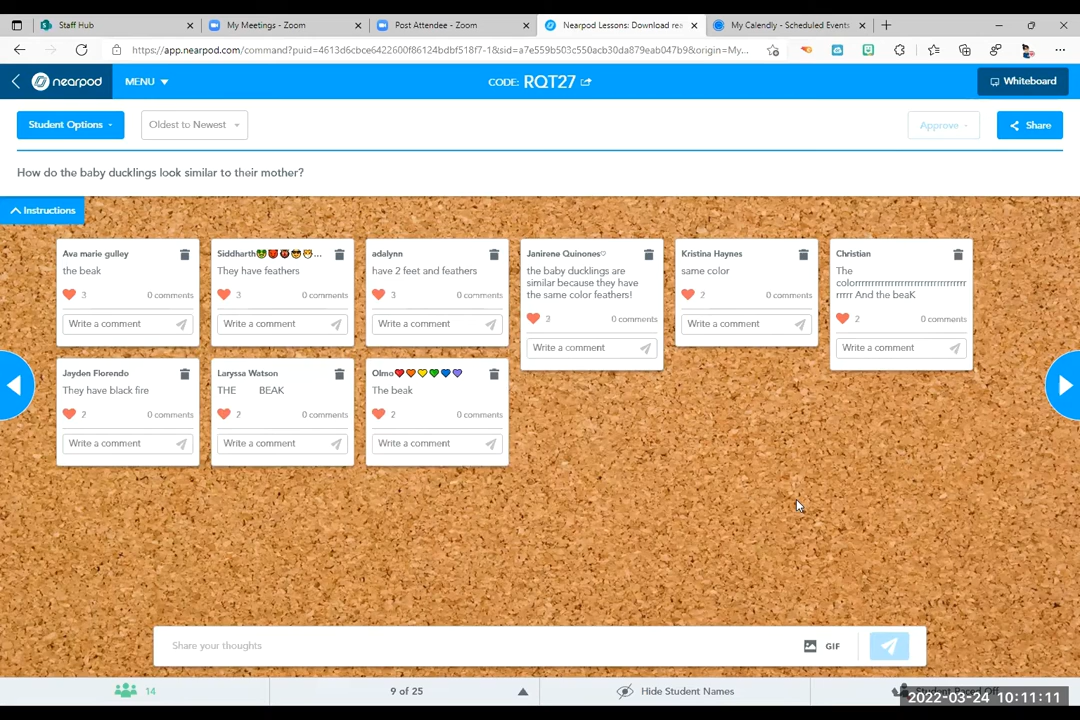 Staff Hub
My Meetings - Zoom
Post Attendee - Zoom
Nearpod Lessons: Download rea
My Calendly - Scheduled Events
https://app.nearpod.com/command?puid=4613d6cbce6422600f86124bdbf518f7-1&sid=a7e559b503c550acb30da879eab047b9&origin=My...
nearpod
MENU
CODE: RQT27
Whiteboard
Student Options
Oldest to Newest
Approve
Share
How do the baby ducklings look similar to their mother?
Instructions
Ava marie gulley
the beak
3 0 comments
Write a comment
Siddharth😈...
They have feathers
3 0 comments
Write a comment
adalynn
have 2 feet and feathers
3 0 comments
Write a comment
Janirene Quinones♡
the baby ducklings are
similar because they have
the same color feathers!
3 0 comments
Write a comment
Kristina Haynes
same color
2 0 comments
Write a comment
Christian
The
colorrrrrrrrrrrrrrrrrrrrrrrrrrrrrrrr
rrrrr And the beaK
2 0 comments
Write a comment
Jayden Florendo
They have black fire
2 0 comments
Write a comment
Laryssa Watson
THE BEAK
2 0 comments
Write a comment
Olmo❤️🧡💛💚💙💜
The beak
2 0 comments
Write a comment
Share your thoughts
GIF
14
9 of 25
Hide Student Names
Student Paced Off
2022-03-24 10:11:11